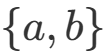 {a, b}